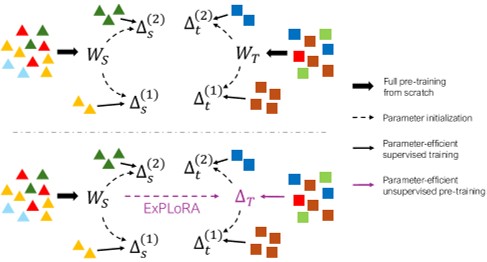 Δ_s^(2)
Δ_t^(2)
W_S
W_T
Δ_s^(1)
Δ_t^(1)
Full pre-training
from scratch
Parameter initialization
Parameter-efficient
supervised training
Parameter-efficient
unsupervised pre-training
Δ_s^(2)
Δ_t^(2)
W_S
Δ_T
ExPLoRA
Δ_s^(1)
Δ_t^(1)